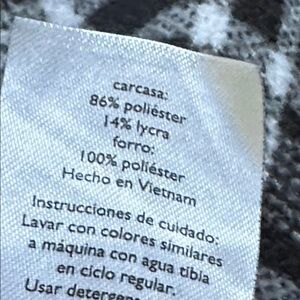 carcasa:
86% poliéster
14% lycra
forro:
100% poliéster
Hecho en Vietnam
Instrucciones de cuidado:
Lavar con colores similares
a máquina con agua tibia
en ciclo regular.
Usar